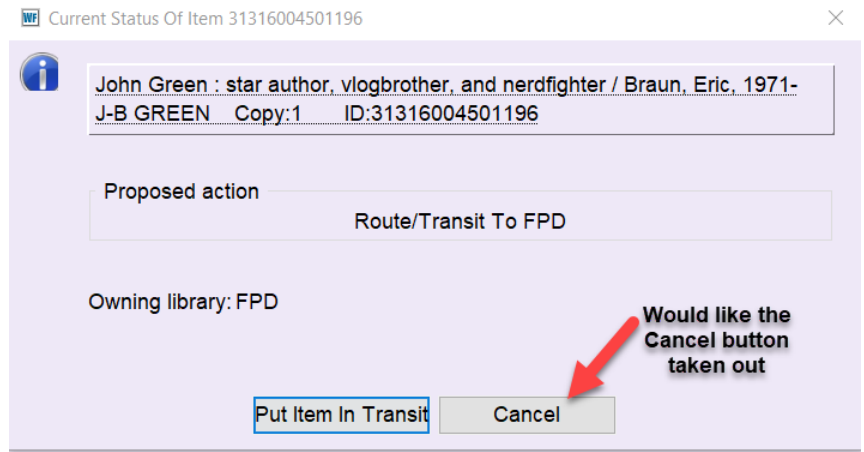 WF Current Status Of Item 31316004501196
John Green : star author, vlogbrother, and nerdfighter / Braun, Eric, 1971-
J-B GREEN Copy:1 ID:31316004501196
Proposed action
Route/Transit To FPD
Owning library: FPD
Would like the
Cancel button
taken out
Put Item In Transit Cancel